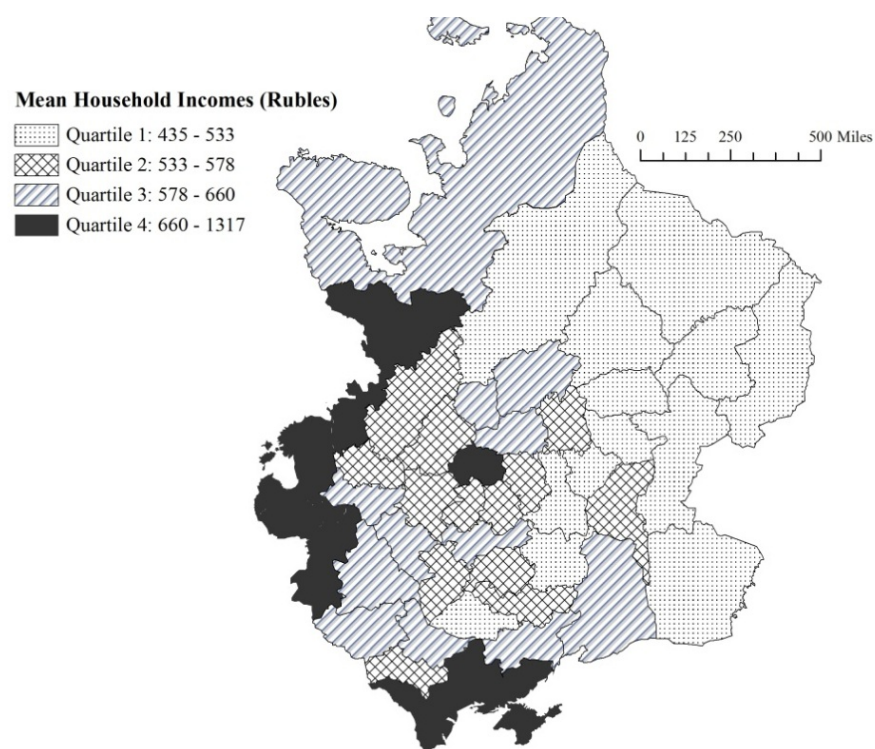 Mean Household Incomes (Rubles)
Quartile 1: 435 - 533
Quartile 2: 533 - 578
Quartile 3: 578 - 660
Quartile 4: 660 - 1317
0 125 250 500 Miles